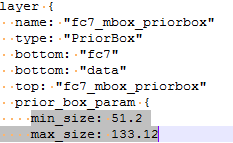 layer {
name: "fc7_mbox_priorbox"
type: "PriorBox"
bottom: "fc7"
bottom: "data"
top: "fc7_mbox_priorbox"
prior_box_param {
min_size: 51.2
max_size: 133.12